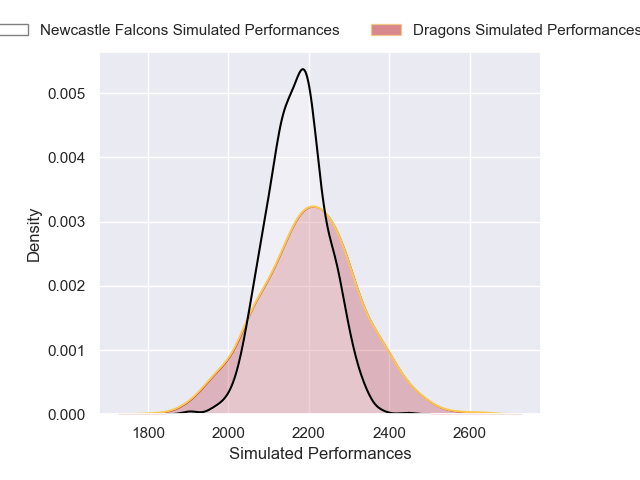 Newcastle Falcons Simulated Performances
Dragons Simulated Performances
0.005
0.004
0.003
0.002
0.001
0.000
Density
1800 2000 2200 2400 2600
Simulated Performances